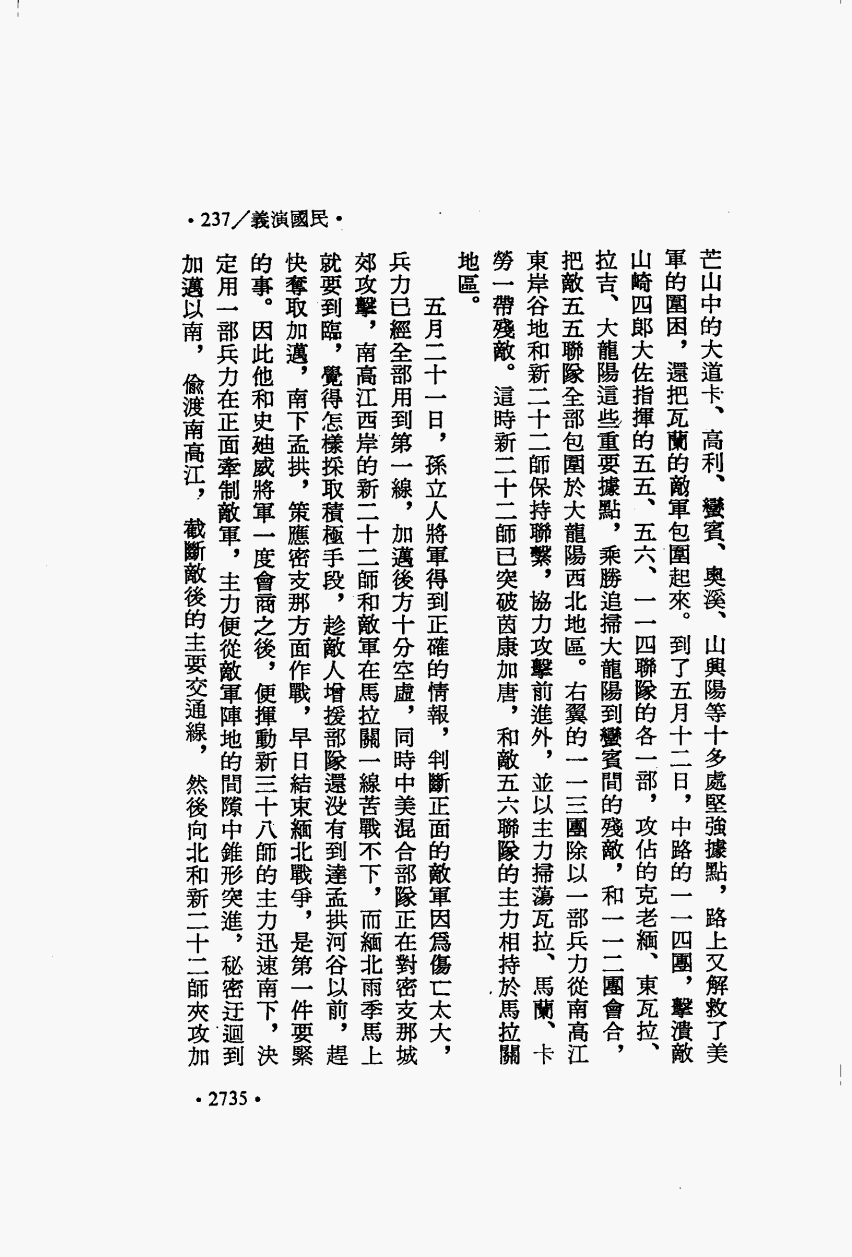 ·237／義演國民·
芒山中的大道卡、高利、蠻賓、奧溪、山興陽等十多處堅強據點，路上又解救了美
軍的圍困，還把瓦蘭的敵軍包圍起來。到了五月十二日，中路的一一四團，擊潰敵
山崎四郎大佐指揮的五五、五六、一一四聯隊的各一部，攻佔的克老緬、東瓦拉、
拉吉、大龍陽這些重要據點，乘勝追掃大龍陽到蠻賓間的殘敵，和一一二團會合，
把敵五五聯隊全部包圍於大龍陽西北地區。右翼的一一三團除以一部兵力從南高江
東岸谷地和新二十二師保持聯繫，協力攻擊前進外，並以主力掃蕩瓦拉、馬蘭、卡
勞一帶殘敵。這時新二十二師已突破茵康加唐，和敵五六聯隊的主力相持於馬拉關
地區。
五月二十一日，孫立人將軍得到正確的情報，判斷正面的敵軍因爲傷亡太大，
兵力已經全部用到第一線，加邁後方十分空虛，同時中美混合部隊正在對密支那城
郊攻擊，南高江西岸的新二十二師和敵軍在馬拉關一線苦戰不下，而緬北雨季馬上
就要到臨，覺得怎樣採取積極手段，趁敵人增援部隊還没有到達孟拱河谷以前，趕
快奪取加邁，南下孟拱，策應密支那方面作戰，早日結束緬北戰爭，是第一件要緊
的事。因此他和史廸威將軍一度會商之後，便揮動新三十八師的主力迅速南下，決
定用一部兵力在正面牽制敵軍，主力便從敵軍陣地的間隙中錐形突進，秘密迂迴到
加邁以南，偷渡南高江，截斷敵後的主要交通線，然後向北和新二十二師夾攻加
·2735·